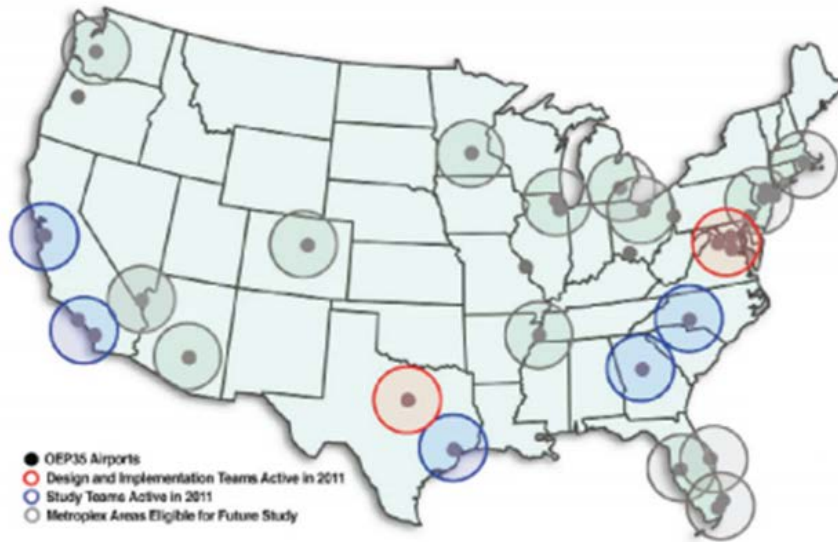 OEP35 Airports
Design and Implementation Teams Active in 2011
Study Teams Active in 2011
Metroplex Areas Eligible for Future Study